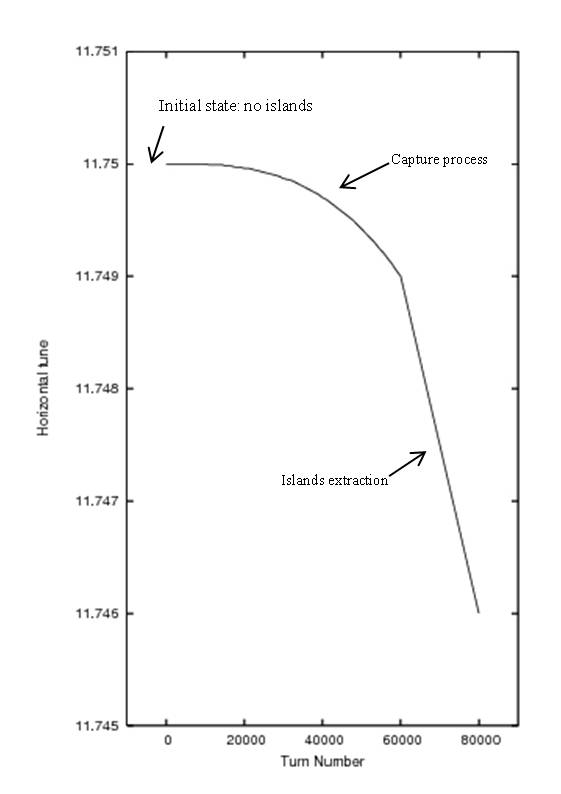 11.751
Initial state: no islands
11.75
Capture process
11.749
Horizontal tune
11.748
Islands extraction
11.747
11.746
11.745
0 20000 40000 60000 80000
Turn Number